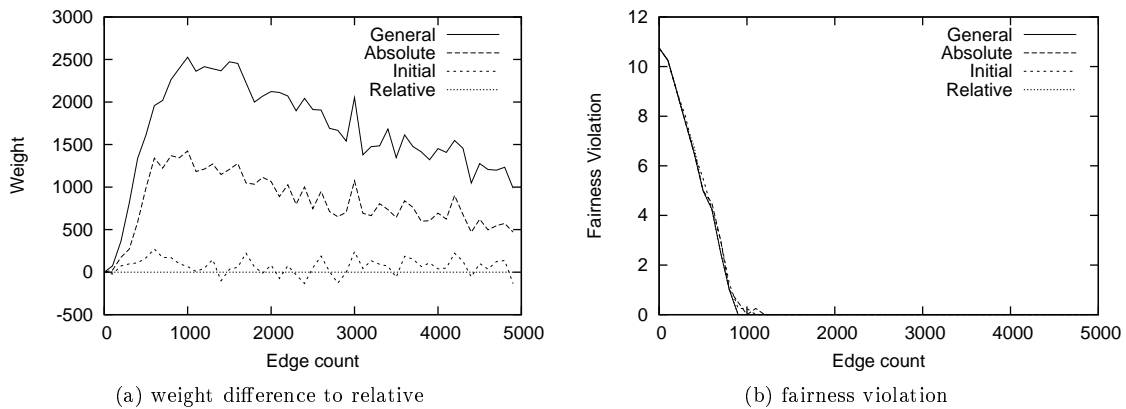 3000
2500
2000
1500
1000
500
0
-500
Weight
General
Absolute
Initial
Relative
0 1000 2000 3000 4000 5000
Edge count
(a) weight difference to relative
12
10
8
6
4
2
0
Fairness Violation
General
Absolute
Initial
Relative
0 1000 2000 3000 4000 5000
Edge count
(b) fairness violation